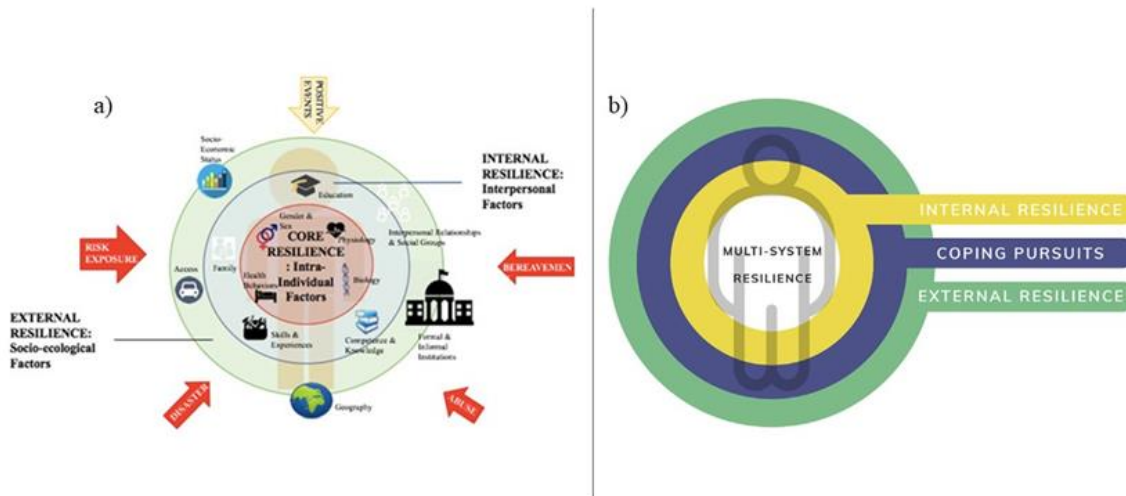 a)
POSITIVE
EVENTS
Socio-
Economic
Status
Education
INTERNAL
RESILIENCE:
Interpersonal
Factors
Gender &
Sex
Physiology
Interpersonal Relationships
& Social Groups
CORE
RESILIENCE
: Intra-
Individual
Factors
RISK
EXPOSURE
Family
Access
Health
Behaviors
Biology
BEREAVEMEN
EXTERNAL
RESILIENCE:
Socio-ecological
Factors
Skills &
Experiences
Competence &
Knowledge
Formal &
Informal
Institutions
DISASTER
Geography
ABUSE
b)
MULTI-SYSTEM
RESILIENCE
INTERNAL RESILIENCE
COPING PURSUITS
EXTERNAL RESILIENCE